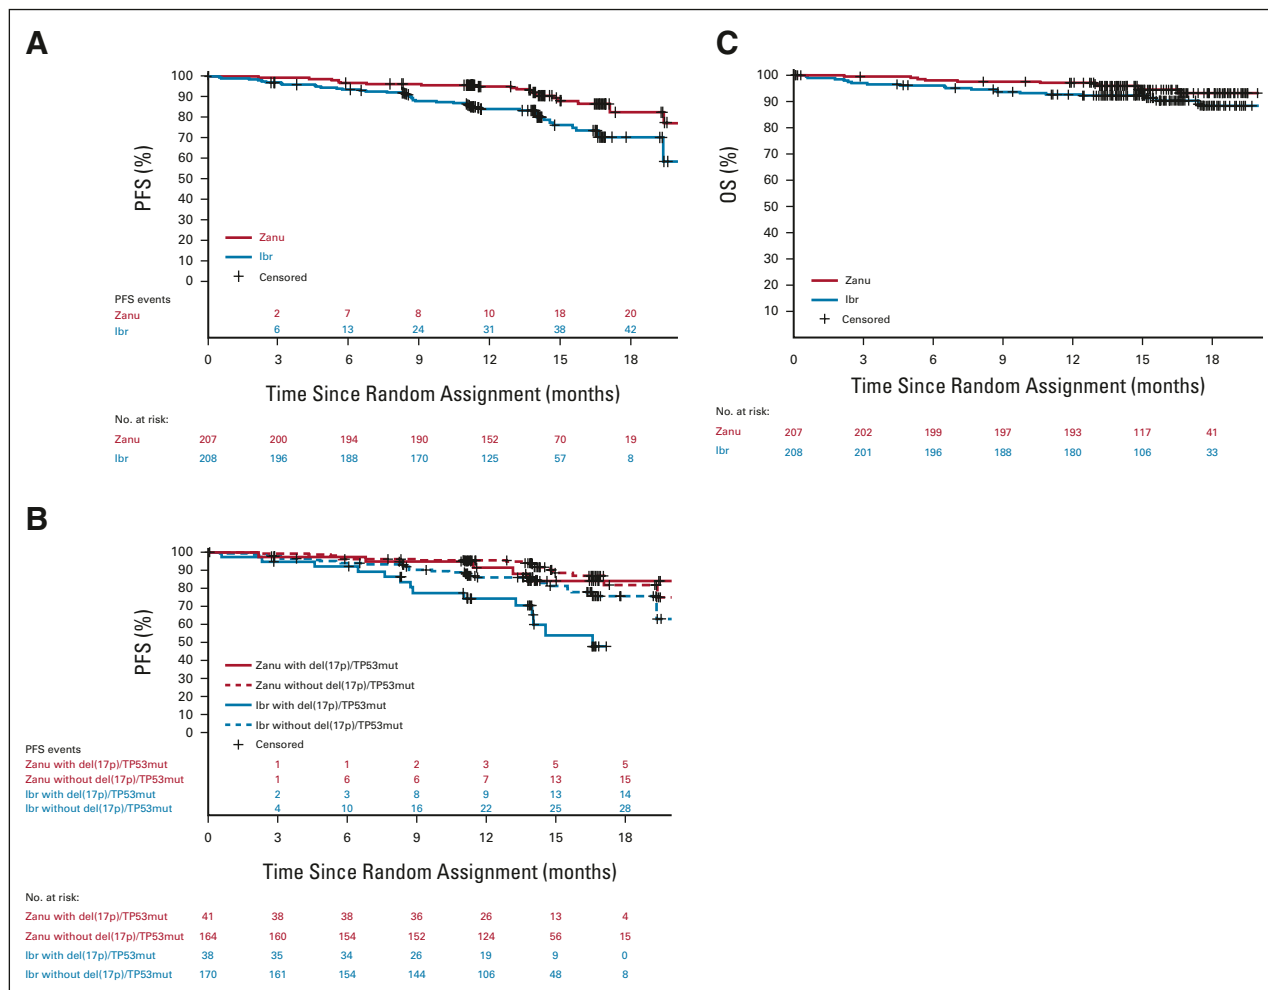 A
100
90
80
70
60
50
40
30
20
10
0
PFS (%)
Zanu
Ibr
Censored
PFS events
Zanu 2 7 8 10 18 20
Ibr 6 13 24 31 38 42
0 3 6 9 12 15 18
Time Since Random Assignment (months)
No. at risk:
Zanu 207 200 194 190 152 70 19
Ibr 208 196 188 170 125 57 8
C
100
90
80
70
60
50
40
30
20
10
OS (%)
Zanu
Ibr
Censored
0 3 6 9 12 15 18
Time Since Random Assignment (months)
No. at risk:
Zanu 207 202 199 197 193 117 41
Ibr 208 201 196 188 180 106 33
B
100
90
80
70
60
50
40
30
20
10
0
PFS (%)
Zanu with del(17p)/TP53mut
Zanu without del(17p)/TP53mut
Ibr with del(17p)/TP53mut
Ibr without del(17p)/TP53mut
Censored
PFS events
Zanu with del(17p)/TP53mut 1 1 2 3 5 5
Zanu without del(17p)/TP53mut 1 6 6 7 13 15
Ibr with del(17p)/TP53mut 2 3 8 9 13 14
Ibr without del(17p)/TP53mut 4 10 16 22 25 28
0 3 6 9 12 15 18
Time Since Random Assignment (months)
No. at risk:
Zanu with del(17p)/TP53mut 41 38 38 36 26 13 4
Zanu without del(17p)/TP53mut 164 160 154 152 124 56 15
Ibr with del(17p)/TP53mut 38 35 34 26 19 9 0
Ibr without del(17p)/TP53mut 170 161 154 144 106 48 8